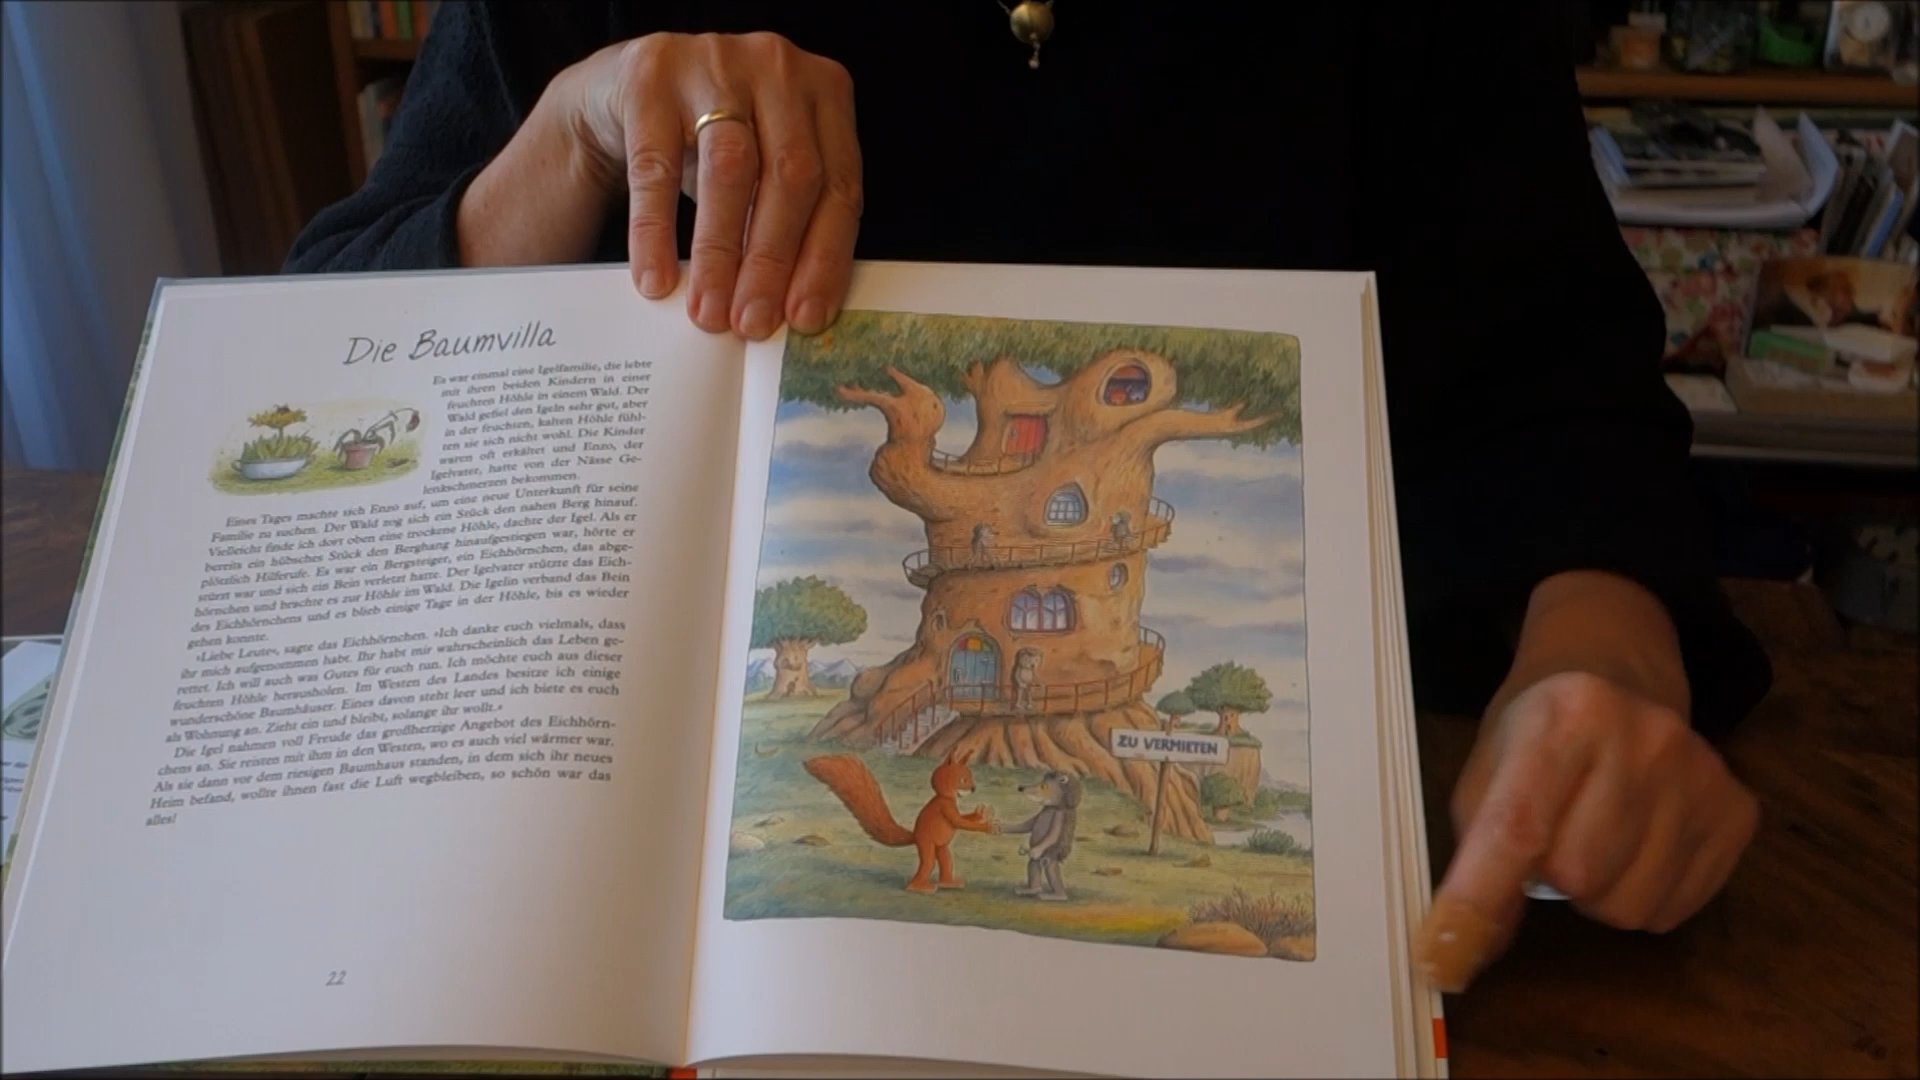 Die Baumvilla
Es war einmal eine Igelfamilie, die lebte
mit ihren beiden Kindern in einer
feuchten Höhle in einem Wald. Der
Wald gefiel den Igeln sehr gut, aber
in der feuchten, kalten Höhle fühl-
ten sie sich nicht wohl. Die Kinder
waren oft erkältet und Enzo, der
Igelvater, hatte von der Nässe Ge-
lenkschmerzen bekommen.
Eines Tages machte sich Enzo auf, um eine neue Unterkunft für seine
Familie zu suchen. Der Wald zog sich ein Stück den nahen Berg hinauf.
Vielleicht finde ich dort oben eine trockene Höhle, dachte der Igel. Als er
bereits ein hübsches Stück den Berghang hinaufgestiegen war, hörte er
plötzlich Hilferufe. Es war ein Bergsteiger, ein Eichhörnchen, das abge-
stürzt war und sich ein Bein verletzt hatte. Der Igelvater stützte das Eich-
hörnchen und brachte es zur Höhle im Wald. Die Igelin verband das Bein
des Eichhörnchens und es blieb einige Tage in der Höhle, bis es wieder
gehen konnte.
»Liebe Leute«, sagte das Eichhörnchen. »Ich danke euch vielmals, dass
ihr mich aufgenommen habt. Ihr habt mir wahrscheinlich das Leben ge-
rettet. Ich will auch was Gutes für euch tun. Ich möchte euch aus dieser
feuchten Höhle herausholen. Im Westen des Landes besitze ich einige
wunderschöne Baumhäuser. Eines davon steht leer und ich biete es euch
als Wohnung an. Zieht ein und bleibt, solange ihr wollt.«
Die Igel nahmen voll Freude das großherzige Angebot des Eichhörn-
chens an. Sie reisten mit ihm in den Westen, wo es auch viel wärmer war.
Als sie dann vor dem riesigen Baumhaus standen, in dem sich ihr neues
Heim befand, wollte ihnen fast die Luft wegbleiben, so schön war das
alles!
22
ZU VERMIETEN